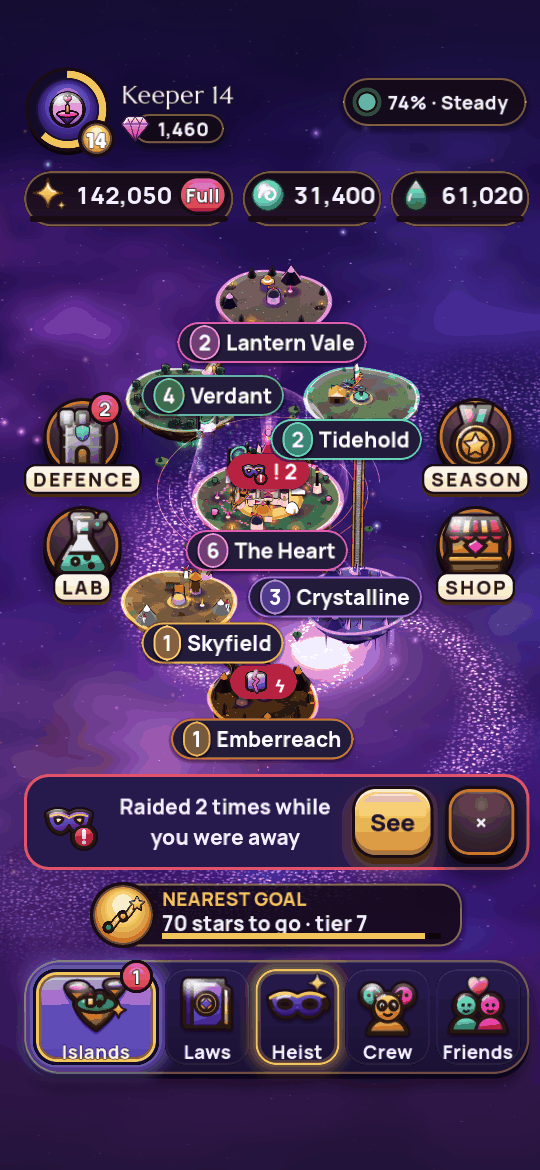 Keeper 14
74% · Steady
14
1,460
142,050 Full
31,400
61,020
2 Lantern Vale
4 Verdant
2
2 Tidehold
! 2
DEFENCE
SEASON
6 The Heart
LAB
3 Crystalline
SHOP
1 Skyfield
1 Emberreach
Raided 2 times while
you were away
See
×
NEAREST GOAL
70 stars to go · tier 7
1
Islands
Laws
Heist
Crew
Friends